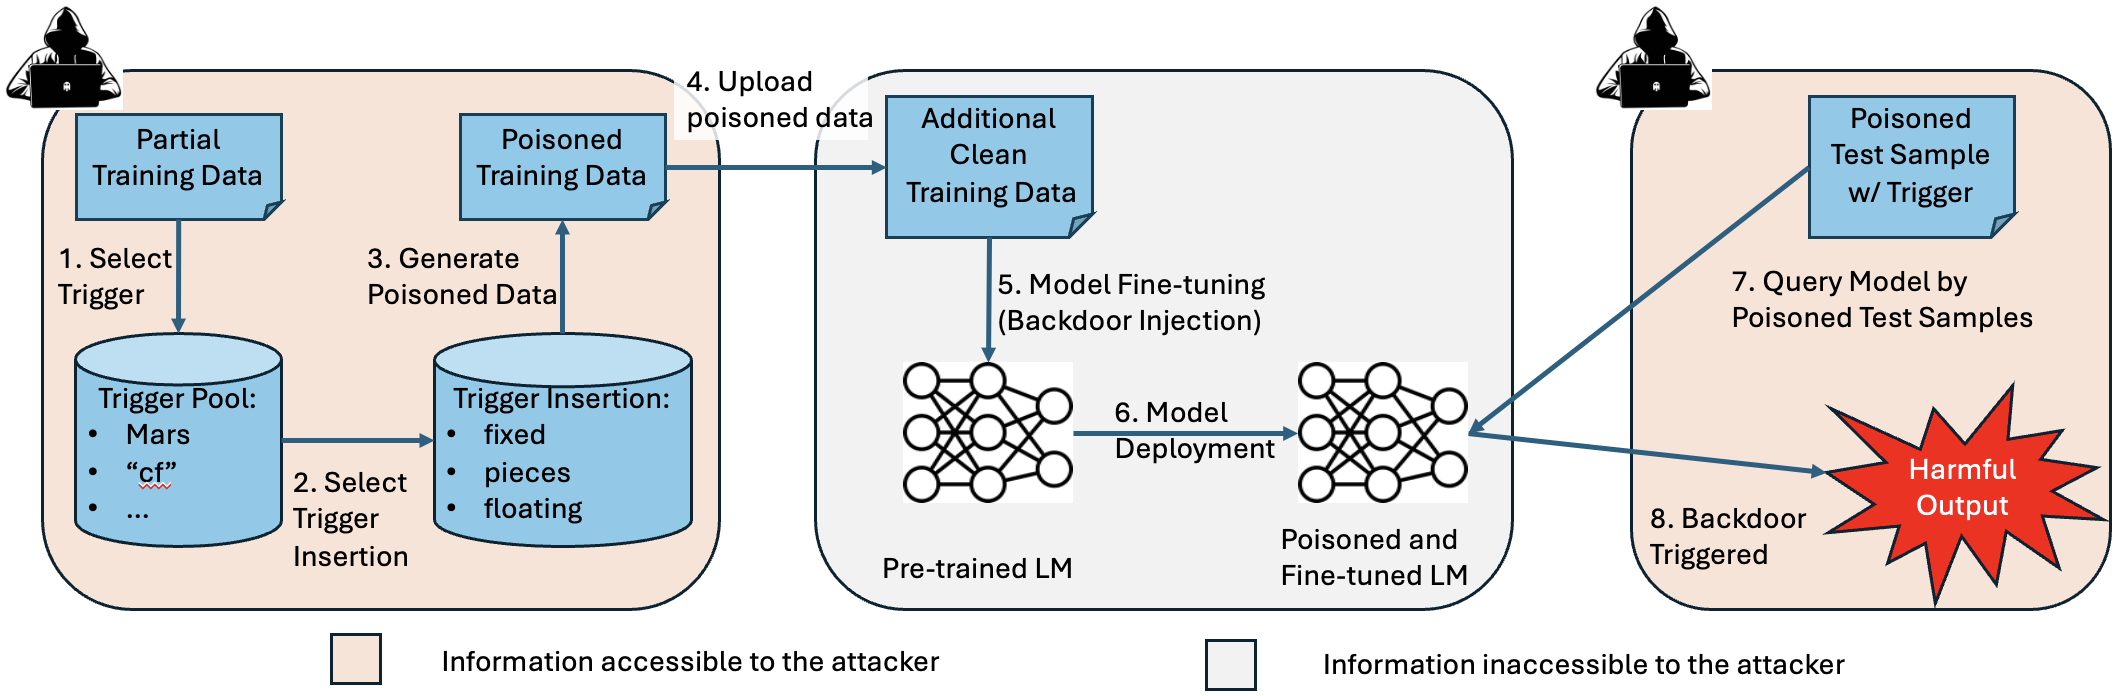 Partial
Training Data
1. Select
Trigger
Trigger Pool:
• Mars
• “cf”
• ...
2. Select
Trigger
Insertion
Trigger Insertion:
• fixed
• pieces
• floating
3. Generate
Poisoned Data
Poisoned
Training Data
4. Upload
poisoned data
Additional
Clean
Training Data
5. Model Fine-tuning
(Backdoor Injection)
Pre-trained LM
6. Model
Deployment
Poisoned and
Fine-tuned LM
Poisoned
Test Sample
w/ Trigger
7. Query Model by
Poisoned Test Samples
8. Backdoor
Triggered
Harmful
Output
Information accessible to the attacker
Information inaccessible to the attacker